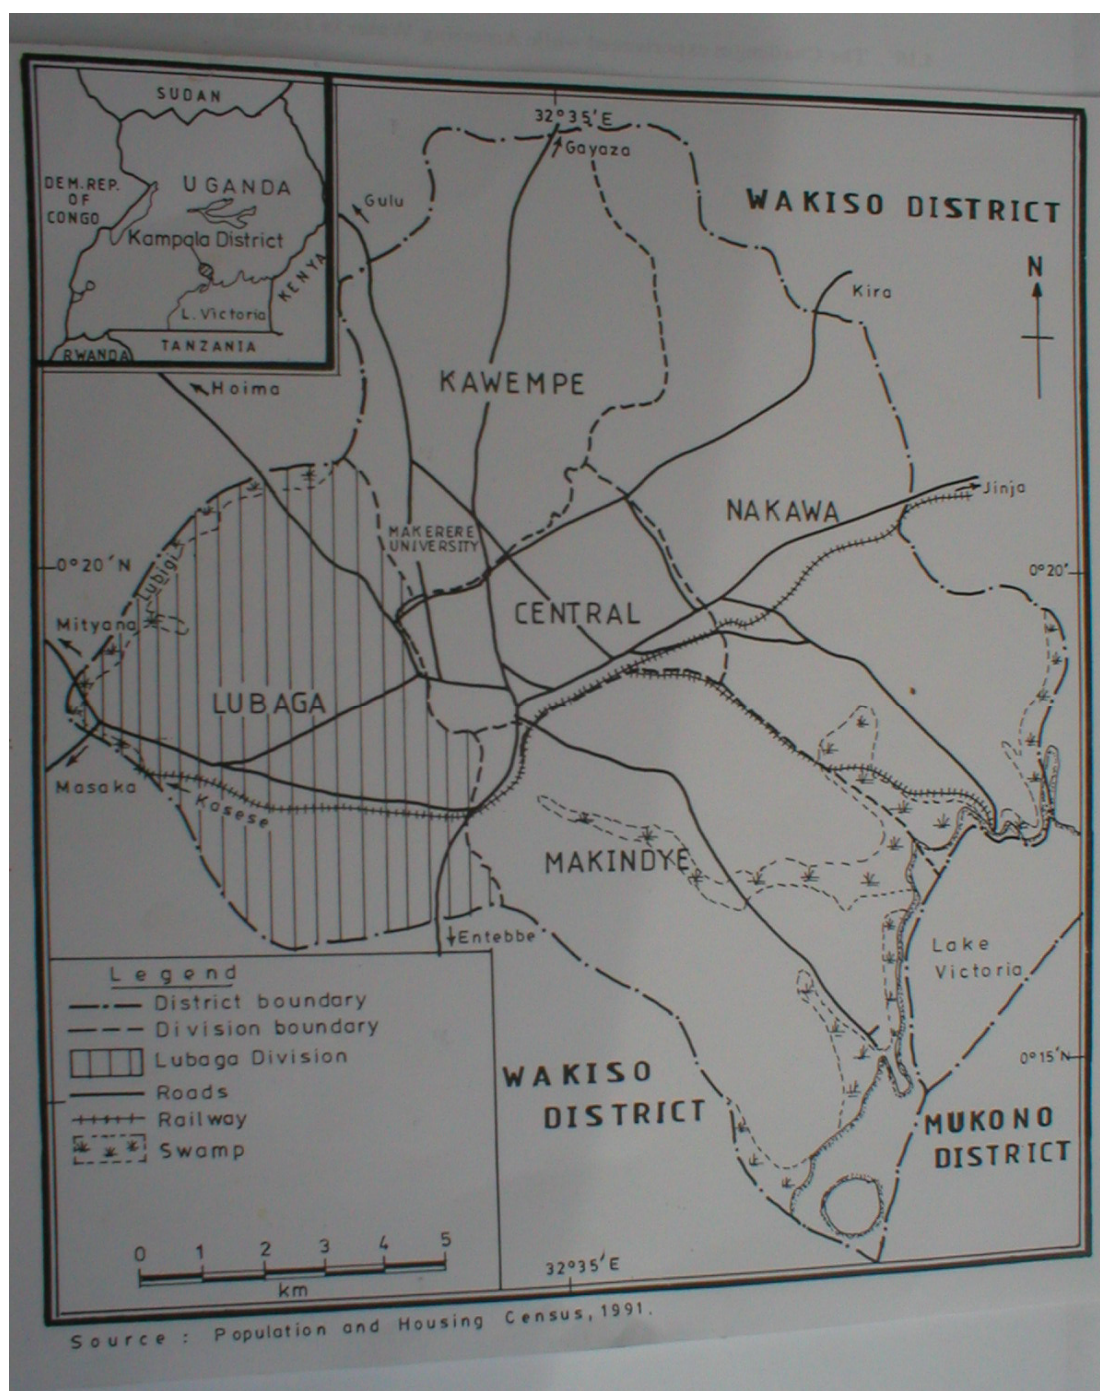 SUDAN
DEM. REP.
OF
CONGO
UGANDA
Kampala District
KENYA
L. Victoria
TANZANIA
RWANDA
32°35'E
Gayaza
Gulu
WAKISO DISTRICT
N
Kira
Hoima
KAWEMPE
NAKAWA
Jinja
MAKERERE
UNIVERSITY
0°20'N
0°20'
Lubigi
Mityana
CENTRAL
LUBAGA
Masaka
Kasese
MAKINDYE
Entebbe
Lake
Victoria
Legend
District boundary
Division boundary
Lubaga Division
Roads
Railway
Swamp
0 1 2 3 4 5
km
WAKISO
DISTRICT
0°15'N
MUKONO
DISTRICT
32°35'E
Source : Population and Housing Census, 1991.